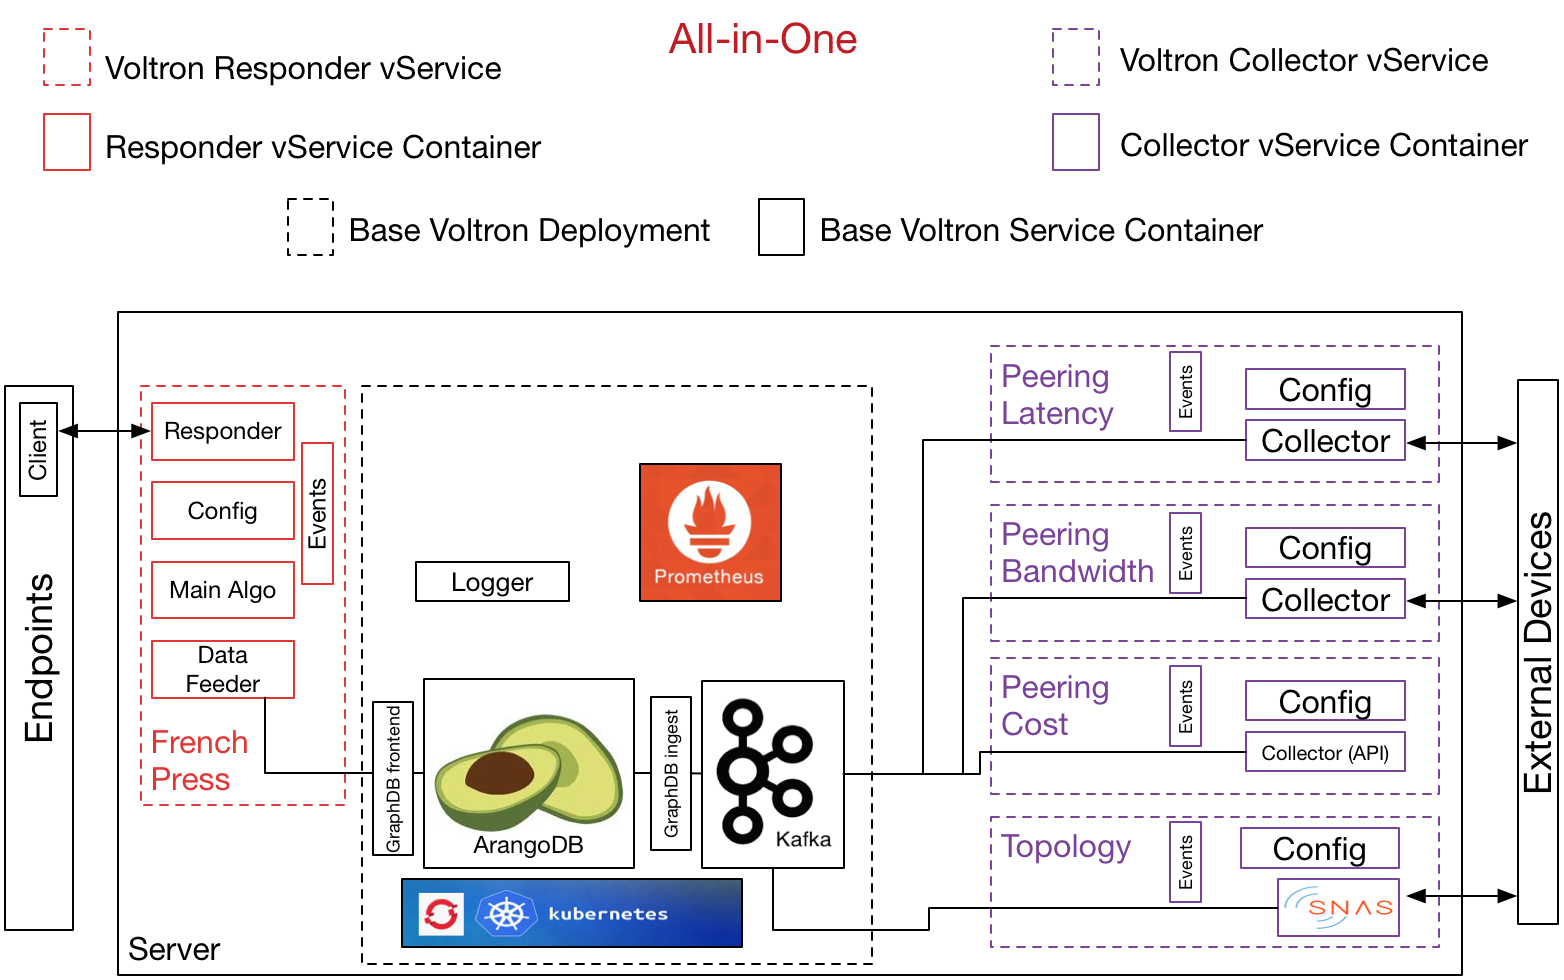 All-in-One
Voltron Responder vService
Voltron Collector vService
Responder vService Container
Collector vService Container
Base Voltron Deployment
Base Voltron Service Container
Endpoints
Client
Server
Responder
Config
Main Algo
Data
Feeder
Events
French
Press
Logger
Prometheus
GraphDB frontend
ArangoDB
GraphDB ingest
Kafka
kubernetes
Peering
Latency
Events
Config
Collector
Peering
Bandwidth
Events
Config
Collector
Peering
Cost
Events
Config
Collector (API)
Topology
Events
Config
SNAS
External Devices